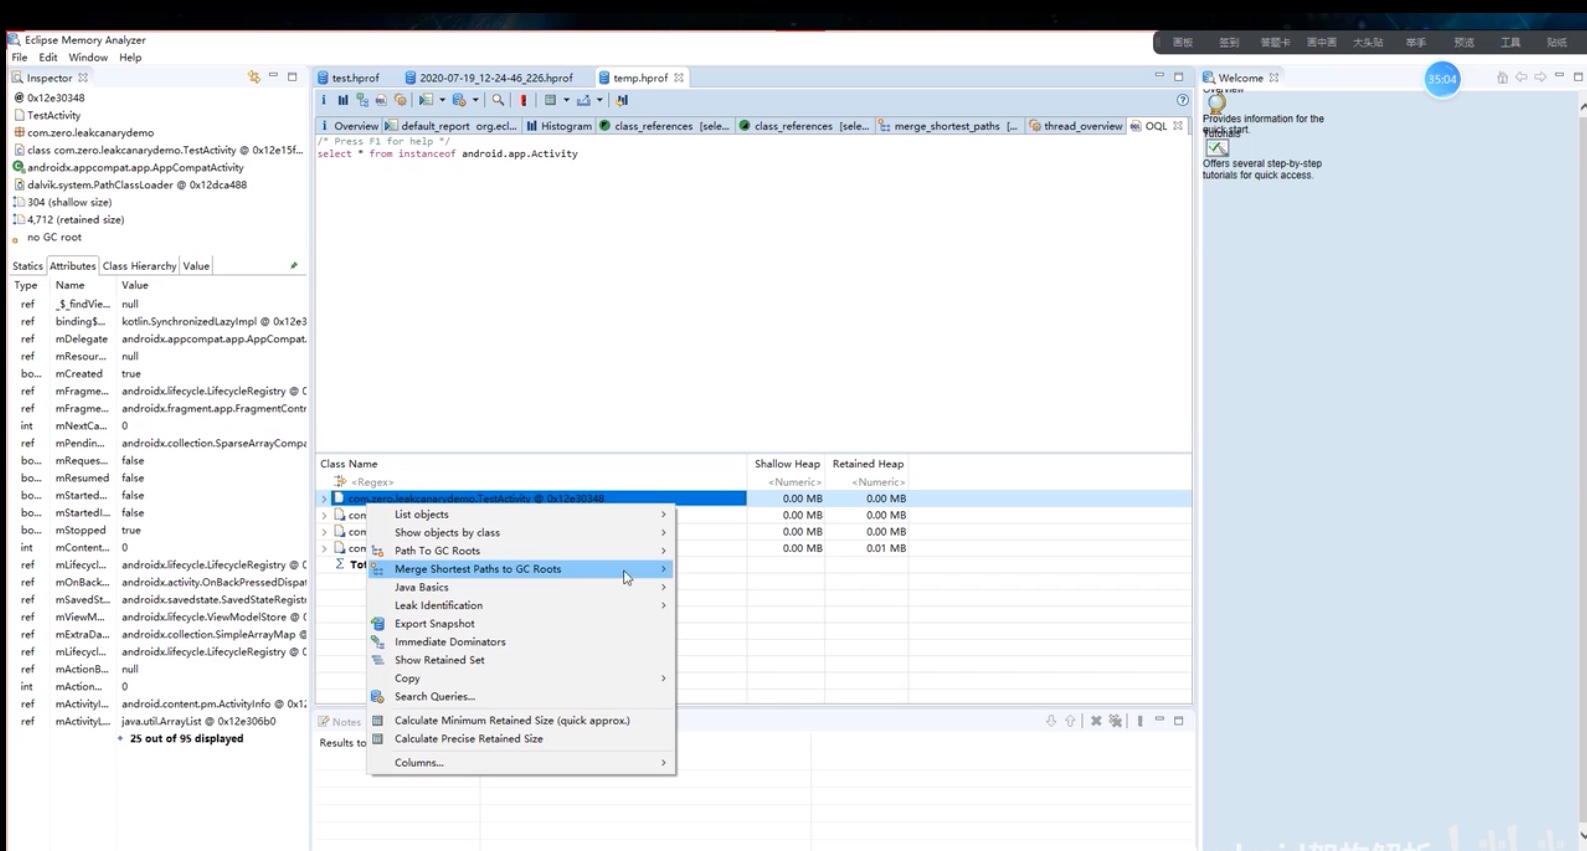 Eclipse Memory Analyzer
File Edit Window Help
画板 签到 答题卡 画中画 大头贴 举手 预览 工具 贴纸
35:04
Inspector
@ 0x12e30348
TestActivity
com.zero.leakcanarydemo
class com.zero.leakcanarydemo.TestActivity @ 0x12e15f...
androidx.appcompat.app.AppCompatActivity
dalvik.system.PathClassLoader @ 0x12dca488
304 (shallow size)
4,712 (retained size)
no GC root
Statics Attributes Class Hierarchy Value
Type Name Value
ref _$_findVie... null
ref binding$... kotlin.SynchronizedLazyImpl @ 0x12e3
ref mDelegate androidx.appcompat.app.AppCompat.
ref mResour... null
bo... mCreated true
ref mFragme... androidx.lifecycle.LifecycleRegistry @ 0
ref mFragme... androidx.fragment.app.FragmentContr
int mNextCa... 0
ref mPendin... androidx.collection.SparseArrayCompa
bo... mReques... false
bo... mResumed false
bo... mStarted... false
bo... mStartedI... false
bo... mStopped true
int mContent... 0
ref mLifecycl... androidx.lifecycle.LifecycleRegistry @ 0
ref mOnBack... androidx.activity.OnBackPressedDispat
ref mSavedSt... androidx.savedstate.SavedStateRegist
ref mViewM... androidx.lifecycle.ViewModelStore @ 0
ref mExtraDa... androidx.collection.SimpleArrayMap @
ref mLifecycl... androidx.lifecycle.LifecycleRegistry @ 0
ref mActionB... null
int mAction... 0
ref mActivityI... android.content.pm.ActivityInfo @ 0x12
ref mActivityL... java.util.ArrayList @ 0x12e306b0
25 out of 95 displayed
test.hprof 2020-07-19_12-24-46_226.hprof temp.hprof
Overview default_report org.ecl... Histogram class_references [sele... class_references [sele... merge_shortest_paths [... thread_overview OQL
/* Press F1 for help */
select * from instanceof android.app.Activity
Class Name Shallow Heap Retained Heap
<Regex> <Numeric> <Numeric>
com.zero.leakcanarydemo.TestActivity @ 0x12e30348 0.00 MB 0.00 MB
com 0.00 MB 0.00 MB
com 0.00 MB 0.00 MB
com 0.00 MB 0.01 MB
Tot
List objects
Show objects by class
Path To GC Roots
Merge Shortest Paths to GC Roots
Java Basics
Leak Identification
Export Snapshot
Immediate Dominators
Show Retained Set
Copy
Search Queries...
Calculate Minimum Retained Size (quick approx.)
Calculate Precise Retained Size
Columns...
Notes
Results to
Welcome
Overview
Provides information for the
quick start.
Tutorials
Offers several step-by-step
tutorials for quick access.